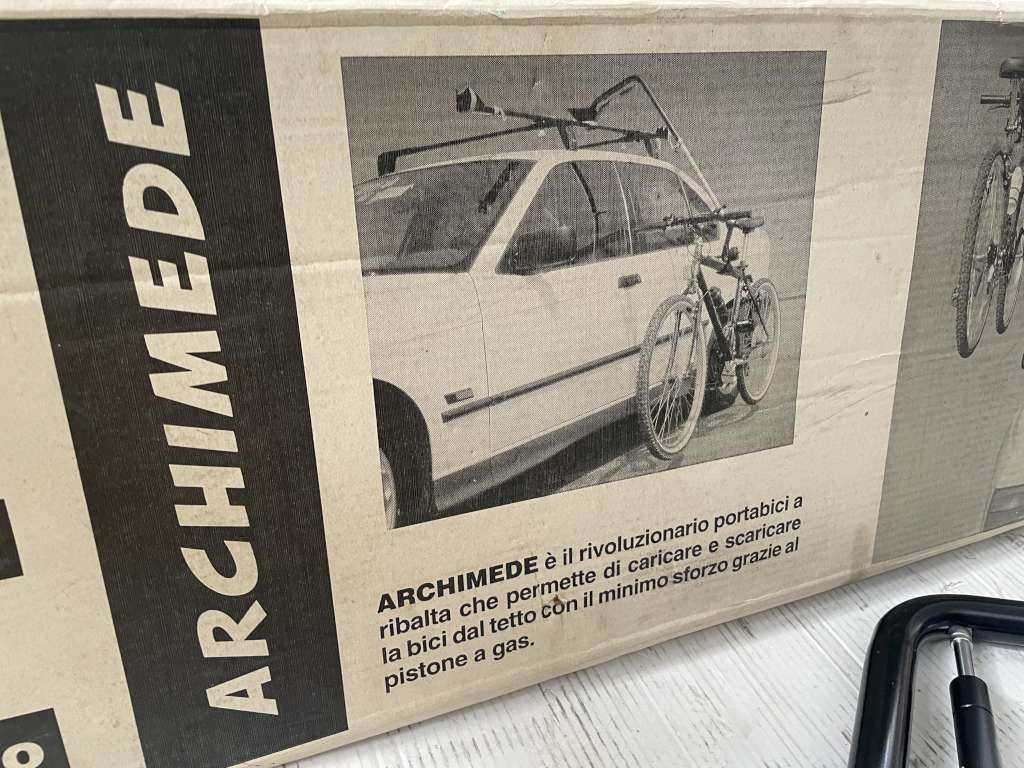 ARCHIMEDE
ARCHIMEDE è il rivoluzionario portabici a
ribalta che permette di caricare e scaricare
la bici dal tetto con il minimo sforzo grazie al
pistone a gas.
o